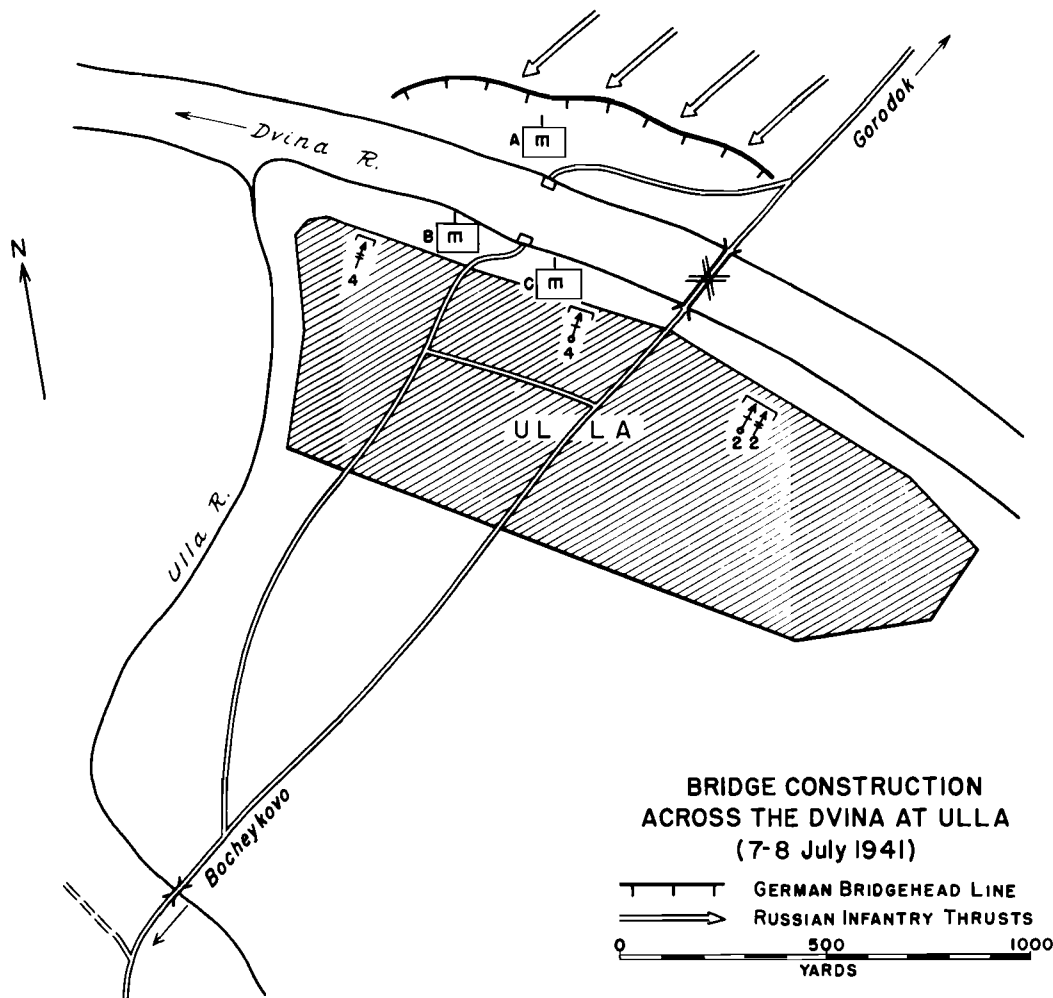 Gorodok
Dvina R.
A
N
B
C
4
4
ULLA
2 2
Ulla R.
Bocheykovo
BRIDGE CONSTRUCTION
ACROSS THE DVINA AT ULLA
(7-8 July 1941)
GERMAN BRIDGEHEAD LINE
RUSSIAN INFANTRY THRUSTS
0 500 1000
YARDS